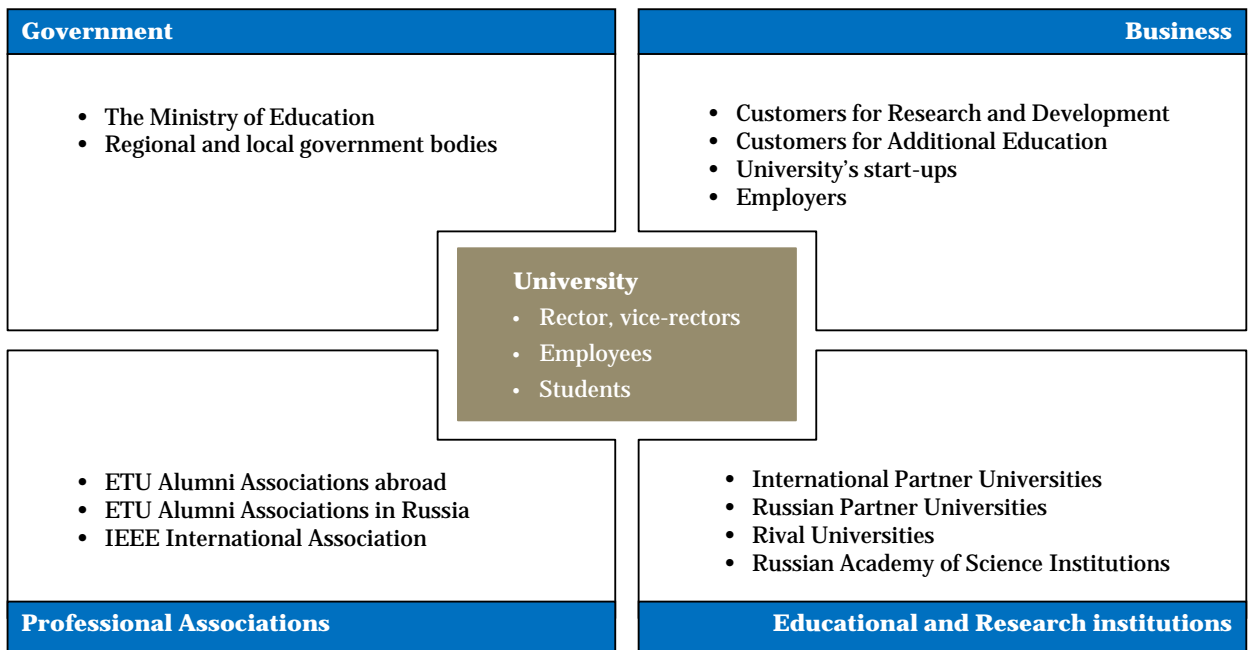 Government
• The Ministry of Education
• Regional and local government bodies
Business
• Customers for Research and Development
• Customers for Additional Education
• University’s start-ups
• Employers
University
• Rector, vice-rectors
• Employees
• Students
• ETU Alumni Associations abroad
• ETU Alumni Associations in Russia
• IEEE International Association
Professional Associations
• International Partner Universities
• Russian Partner Universities
• Rival Universities
• Russian Academy of Science Institutions
Educational and Research institutions